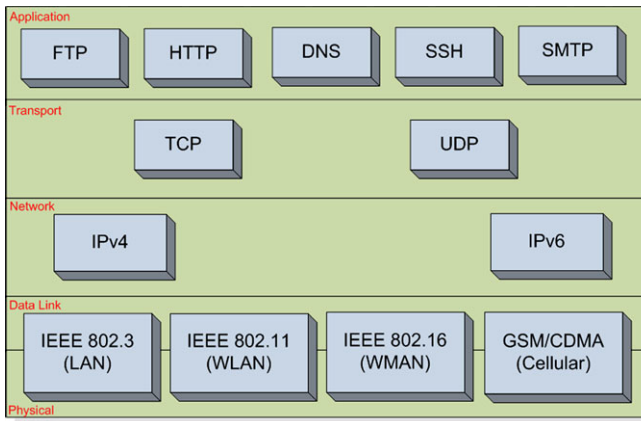 Application
FTP
HTTP
DNS
SSH
SMTP
Transport
TCP
UDP
Network
IPv4
IPv6
Data Link
IEEE 802.3
(LAN)
IEEE 802.11
(WLAN)
IEEE 802.16
(WMAN)
GSM/CDMA
(Cellular)
Physical